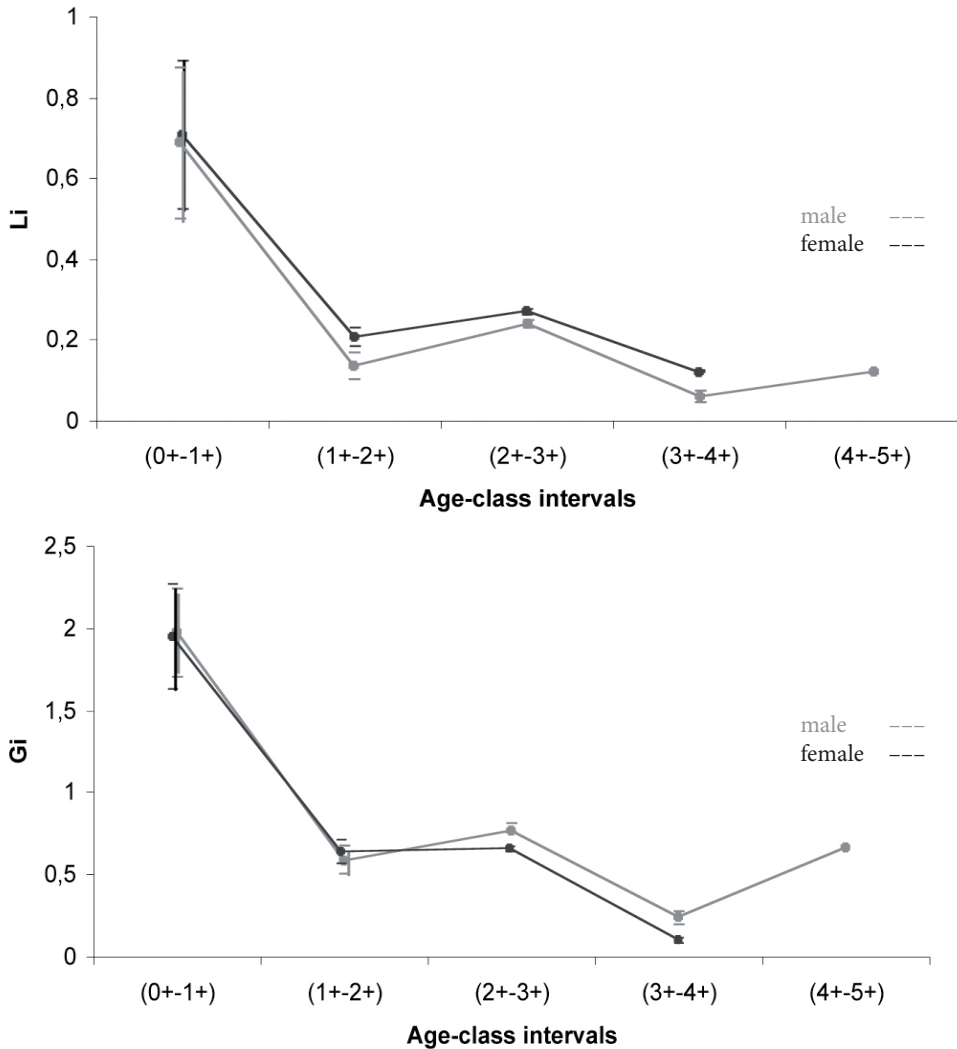 1
0,8
0,6
0,4
0,2
0
Li
male ---
female ---
(0+-1+) (1+-2+) (2+-3+) (3+-4+) (4+-5+)
Age-class intervals
2,5
2
1,5
1
0,5
0
Gi
male ---
female ---
(0+-1+) (1+-2+) (2+-3+) (3+-4+) (4+-5+)
Age-class intervals